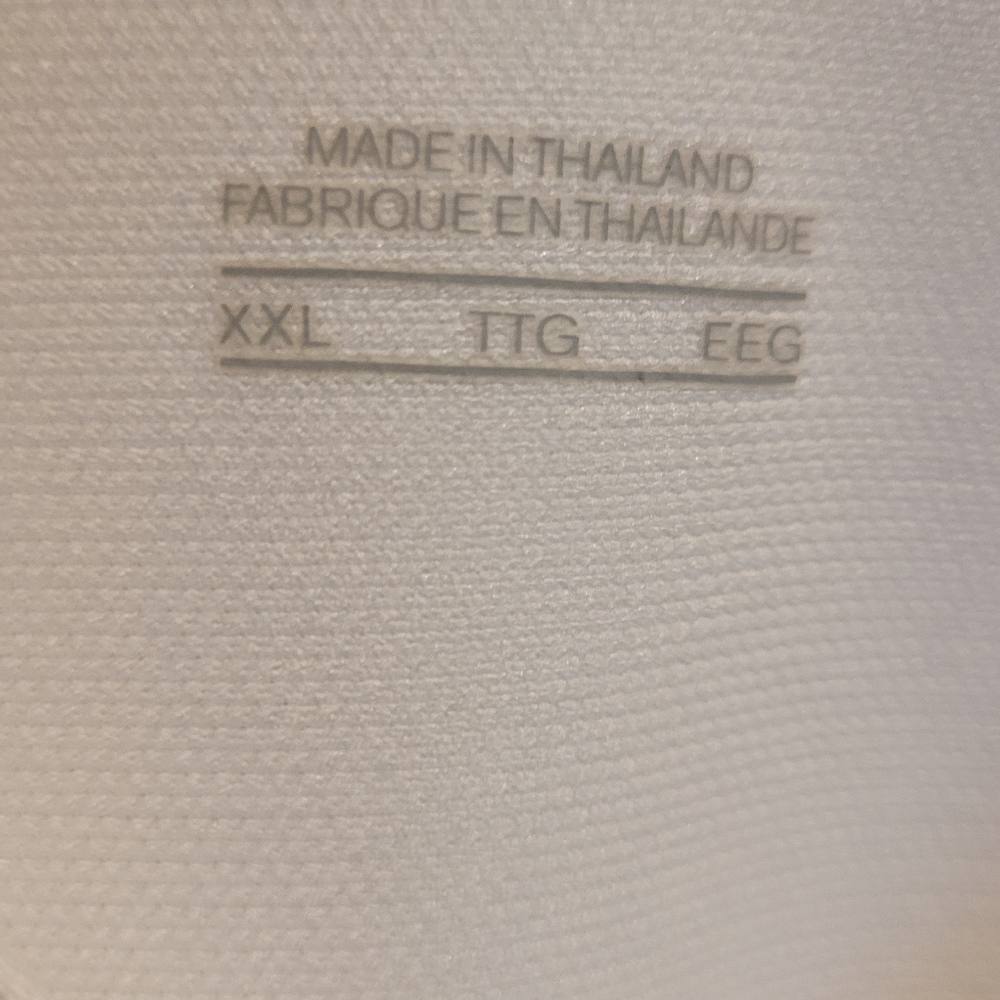 MADE IN THAILAND
FABRIQUE EN THAILANDE
XXL TTG EEG